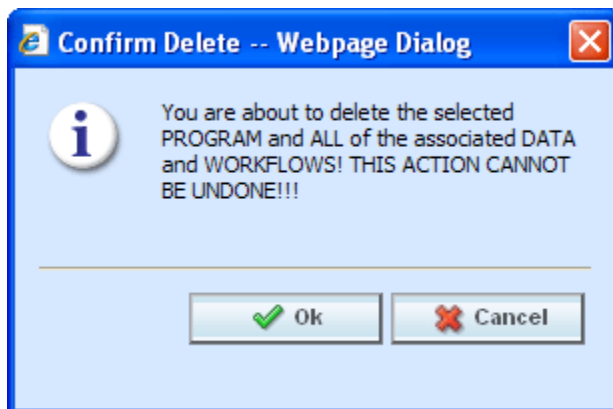 Confirm Delete -- Webpage Dialog
You are about to delete the selected
PROGRAM and ALL of the associated DATA
and WORKFLOWS! THIS ACTION CANNOT
BE UNDONE!!!
Ok
Cancel